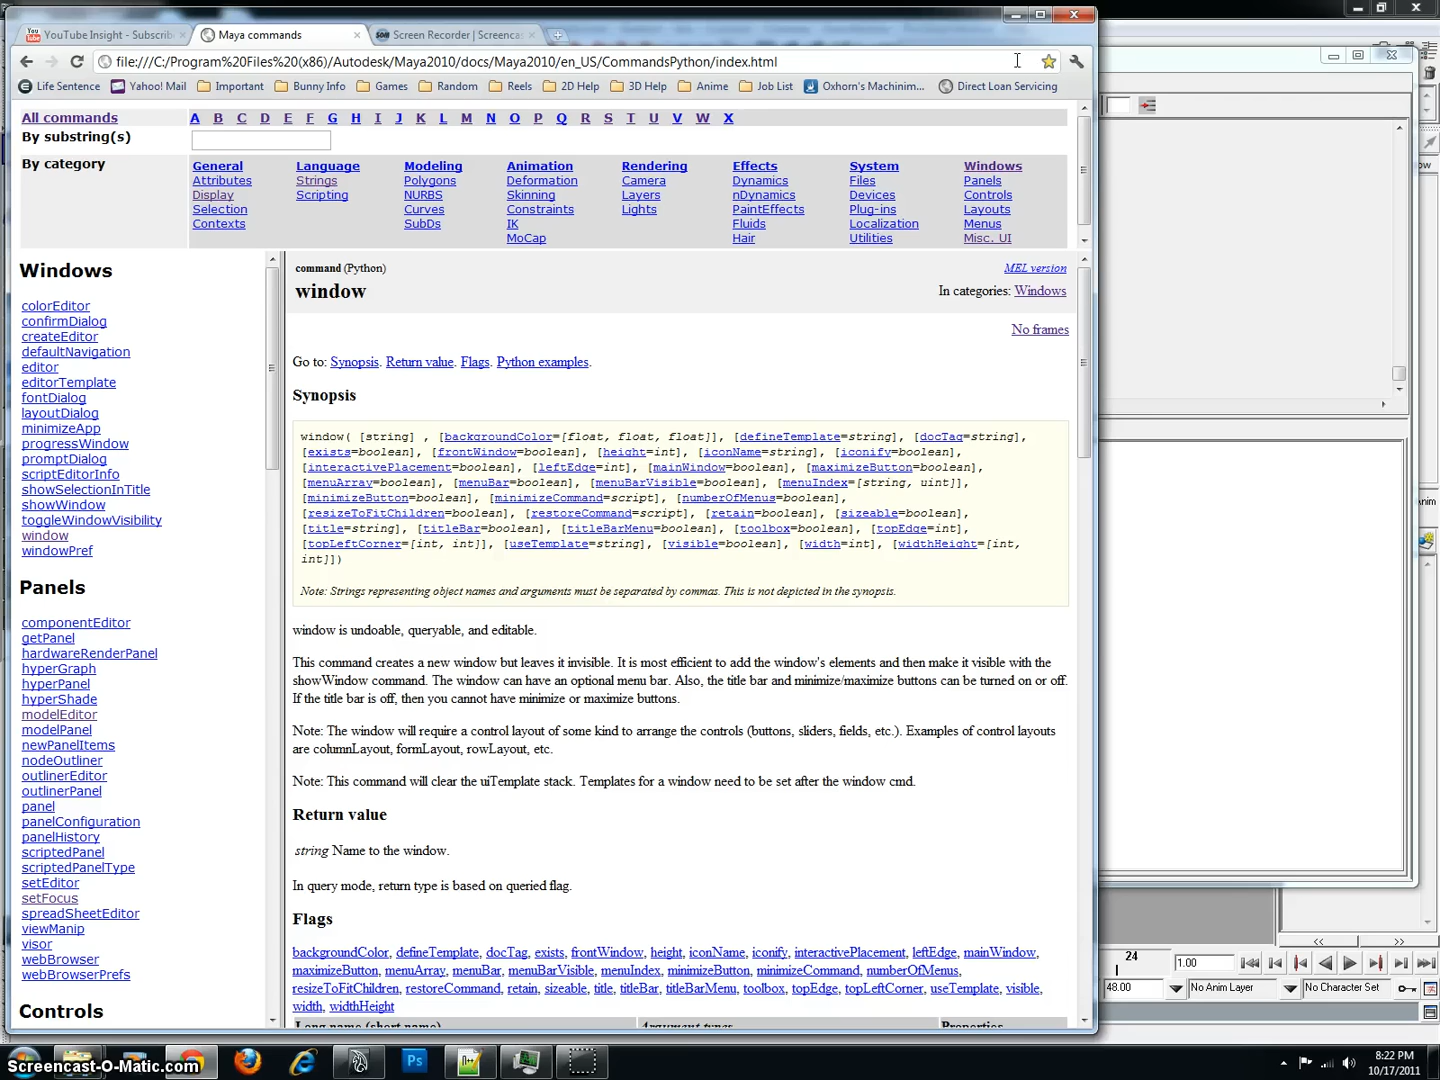 YouTube Insight - Subscrib
Maya commands
Screen Recorder | Screenca
file:///C:/Program%20Files%20(x86)/Autodesk/Maya2010/docs/Maya2010/en_US/CommandsPython/index.html
Life Sentence Yahoo! Mail Important Bunny Info Games Random Reels 2D Help 3D Help Anime Job List Oxhorn's Machinim... Direct Loan Servicing
All commands A B C D E F G H I J K L M N O P Q R S T U V W X
By substring(s)
By category
General Language Modeling Animation Rendering Effects System Windows
Attributes Strings Polygons Deformation Camera Dynamics Files Panels
Display Scripting NURBS Skinning Layers nDynamics Devices Controls
Selection Curves Constraints Lights PaintEffects Plug-ins Layouts
Contexts SubDs IK Fluids Localization Menus
MoCap Hair Utilities Misc. UI
Windows
colorEditor
confirmDialog
createEditor
defaultNavigation
editor
editorTemplate
fontDialog
layoutDialog
minimizeApp
progressWindow
promptDialog
scriptEditorInfo
showSelectionInTitle
showWindow
toggleWindowVisibility
window
windowPref
Panels
componentEditor
getPanel
hardwareRenderPanel
hyperGraph
hyperPanel
hyperShade
modelEditor
modelPanel
newPanelItems
nodeOutliner
outlinerEditor
outlinerPanel
panel
panelConfiguration
panelHistory
scriptedPanel
scriptedPanelType
setEditor
setFocus
spreadSheetEditor
viewManip
visor
webBrowser
webBrowserPrefs
Controls
command (Python)
MEL version
window
In categories: Windows
No frames
Go to: Synopsis. Return value. Flags. Python examples.
Synopsis
window( [string] , [backgroundColor=[float, float, float]], [defineTemplate=string], [docTag=string],
[exists=boolean], [frontWindow=boolean], [height=int], [iconName=string], [iconify=boolean],
[interactivePlacement=boolean], [leftEdge=int], [mainWindow=boolean], [maximizeButton=boolean],
[menuArray=boolean], [menuBar=boolean], [menuBarVisible=boolean], [menuIndex=[string, uint]],
[minimizeButton=boolean], [minimizeCommand=script], [numberOfMenus=boolean],
[resizeToFitChildren=boolean], [restoreCommand=script], [retain=boolean], [sizeable=boolean],
[title=string], [titleBar=boolean], [titleBarMenu=boolean], [toolbox=boolean], [topEdge=int],
[topLeftCorner=[int, int]], [useTemplate=string], [visible=boolean], [width=int], [widthHeight=[int,
int]])
Note: Strings representing object names and arguments must be separated by commas. This is not depicted in the synopsis.
window is undoable, queryable, and editable.
This command creates a new window but leaves it invisible. It is most efficient to add the window's elements and then make it visible with the
showWindow command. The window can have an optional menu bar. Also, the title bar and minimize/maximize buttons can be turned on or off.
If the title bar is off, then you cannot have minimize or maximize buttons.
Note: The window will require a control layout of some kind to arrange the controls (buttons, sliders, fields, etc.). Examples of control layouts
are columnLayout, formLayout, rowLayout, etc.
Note: This command will clear the uiTemplate stack. Templates for a window need to be set after the window cmd.
Return value
string Name to the window.
In query mode, return type is based on queried flag.
Flags
backgroundColor, defineTemplate, docTag, exists, frontWindow, height, iconName, iconify, interactivePlacement, leftEdge, mainWindow,
maximizeButton, menuArray, menuBar, menuBarVisible, menuIndex, minimizeButton, minimizeCommand, numberOfMenus,
resizeToFitChildren, restoreCommand, retain, sizeable, title, titleBar, titleBarMenu, toolbox, topEdge, topLeftCorner, useTemplate, visible,
width, widthHeight
Long name (short name) Argument types Properties
24
1.00
48.00 No Anim Layer No Character Set
Anim
Ps
Screencast-O-Matic.com
8:22 PM
10/17/2011